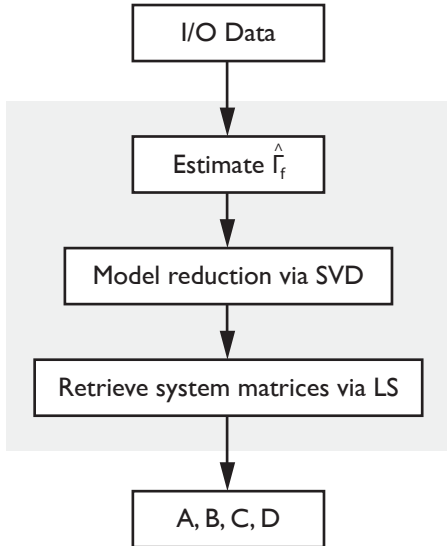 I/O Data
Estimate Γ̂f
Model reduction via SVD
Retrieve system matrices via LS
A, B, C, D